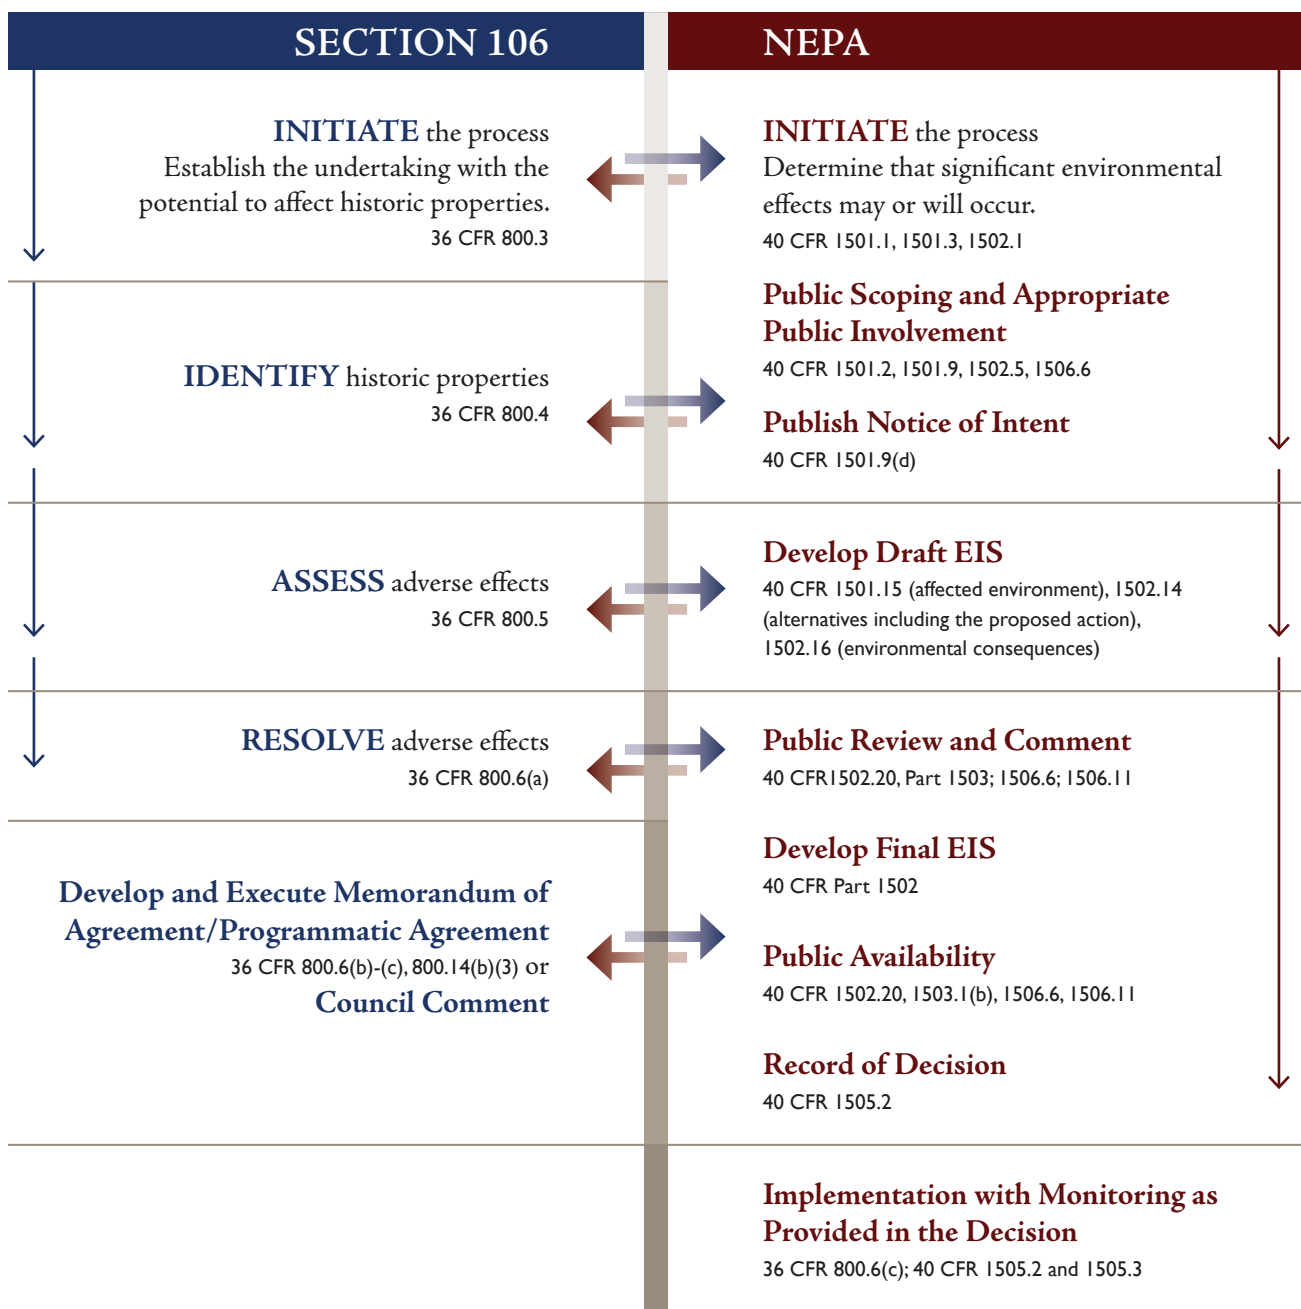 SECTION 106
INITIATE the process
Establish the undertaking with the
potential to affect historic properties.
36 CFR 800.3
IDENTIFY historic properties
36 CFR 800.4
ASSESS adverse effects
36 CFR 800.5
RESOLVE adverse effects
36 CFR 800.6(a)
Develop and Execute Memorandum of
Agreement/Programmatic Agreement
36 CFR 800.6(b)-(c), 800.14(b)(3) or
Council Comment
NEPA
INITIATE the process
Determine that significant environmental
effects may or will occur.
40 CFR 1501.1, 1501.3, 1502.1
Public Scoping and Appropriate
Public Involvement
40 CFR 1501.2, 1501.9, 1502.5, 1506.6
Publish Notice of Intent
40 CFR 1501.9(d)
Develop Draft EIS
40 CFR 1501.15 (affected environment), 1502.14
(alternatives including the proposed action),
1502.16 (environmental consequences)
Public Review and Comment
40 CFR1502.20, Part 1503; 1506.6; 1506.11
Develop Final EIS
40 CFR Part 1502
Public Availability
40 CFR 1502.20, 1503.1(b), 1506.6, 1506.11
Record of Decision
40 CFR 1505.2
Implementation with Monitoring as
Provided in the Decision
36 CFR 800.6(c); 40 CFR 1505.2 and 1505.3